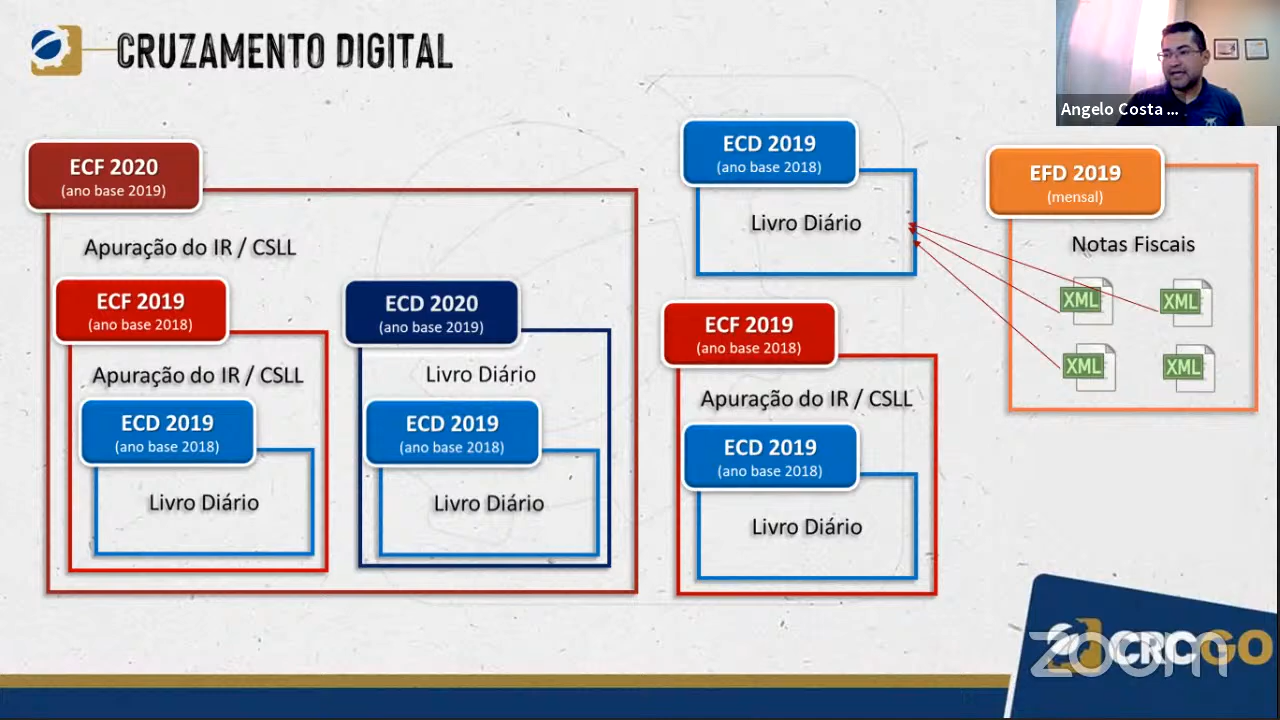 CRUZAMENTO DIGITAL
Angelo Costa ...
ECF 2020
(ano base 2019)
Apuração do IR / CSLL
ECF 2019
(ano base 2018)
Apuração do IR / CSLL
ECD 2019
(ano base 2018)
Livro Diário
ECD 2020
(ano base 2019)
Livro Diário
ECD 2019
(ano base 2018)
Livro Diário
ECD 2019
(ano base 2018)
Livro Diário
ECF 2019
(ano base 2018)
Apuração do IR / CSLL
ECD 2019
(ano base 2018)
Livro Diário
EFD 2019
(mensal)
Notas Fiscais
XML
XML
XML
XML
CRCGO
zoom